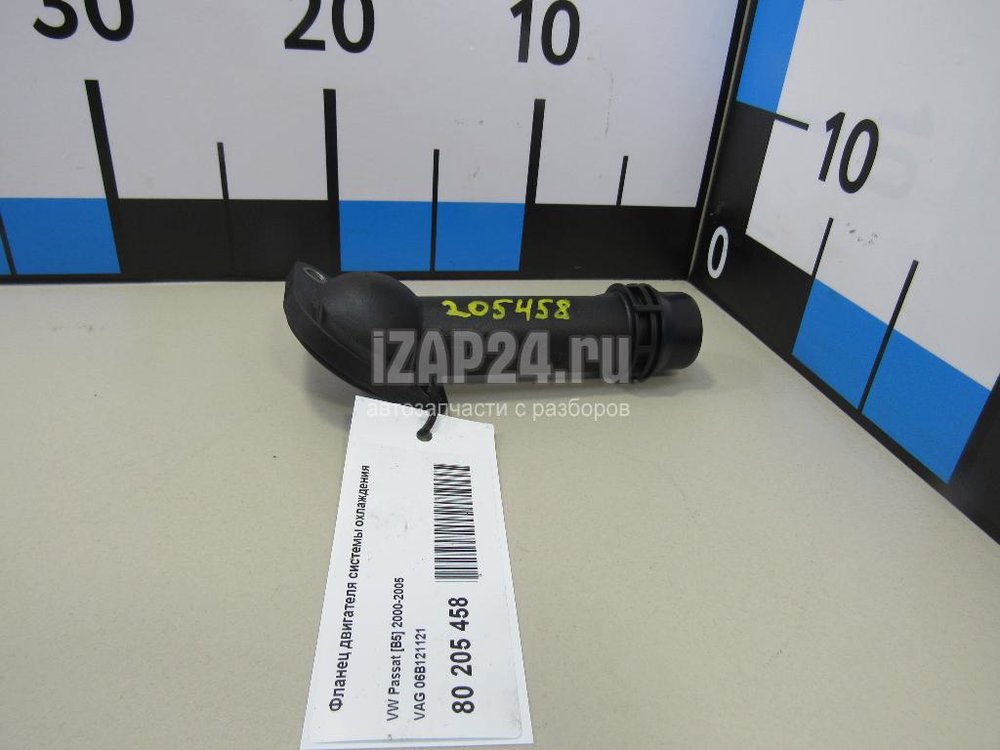 30 20 10
10
0
205458
iZAP24.ru
автозапчасти с разборов
Фланец двигателя системы охлаждения
VW Passat [B5] 2000-2005
VAG 06B121121
80 205 458